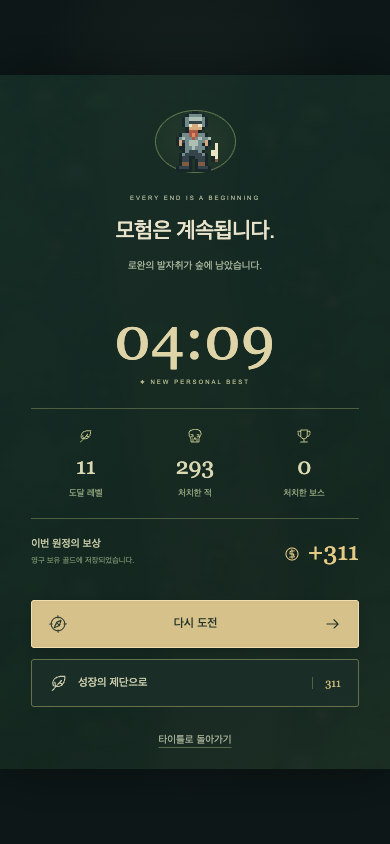 EVERY END IS A BEGINNING
모험은 계속됩니다.
로완의 발자취가 숲에 남았습니다.
04:09
✦ NEW PERSONAL BEST
11
293
0
도달 레벨
처치한 적
처치한 보스
이번 원정의 보상
영구 보유 골드에 저장되었습니다.
+311
다시 도전
성장의 제단으로
311
타이틀로 돌아가기